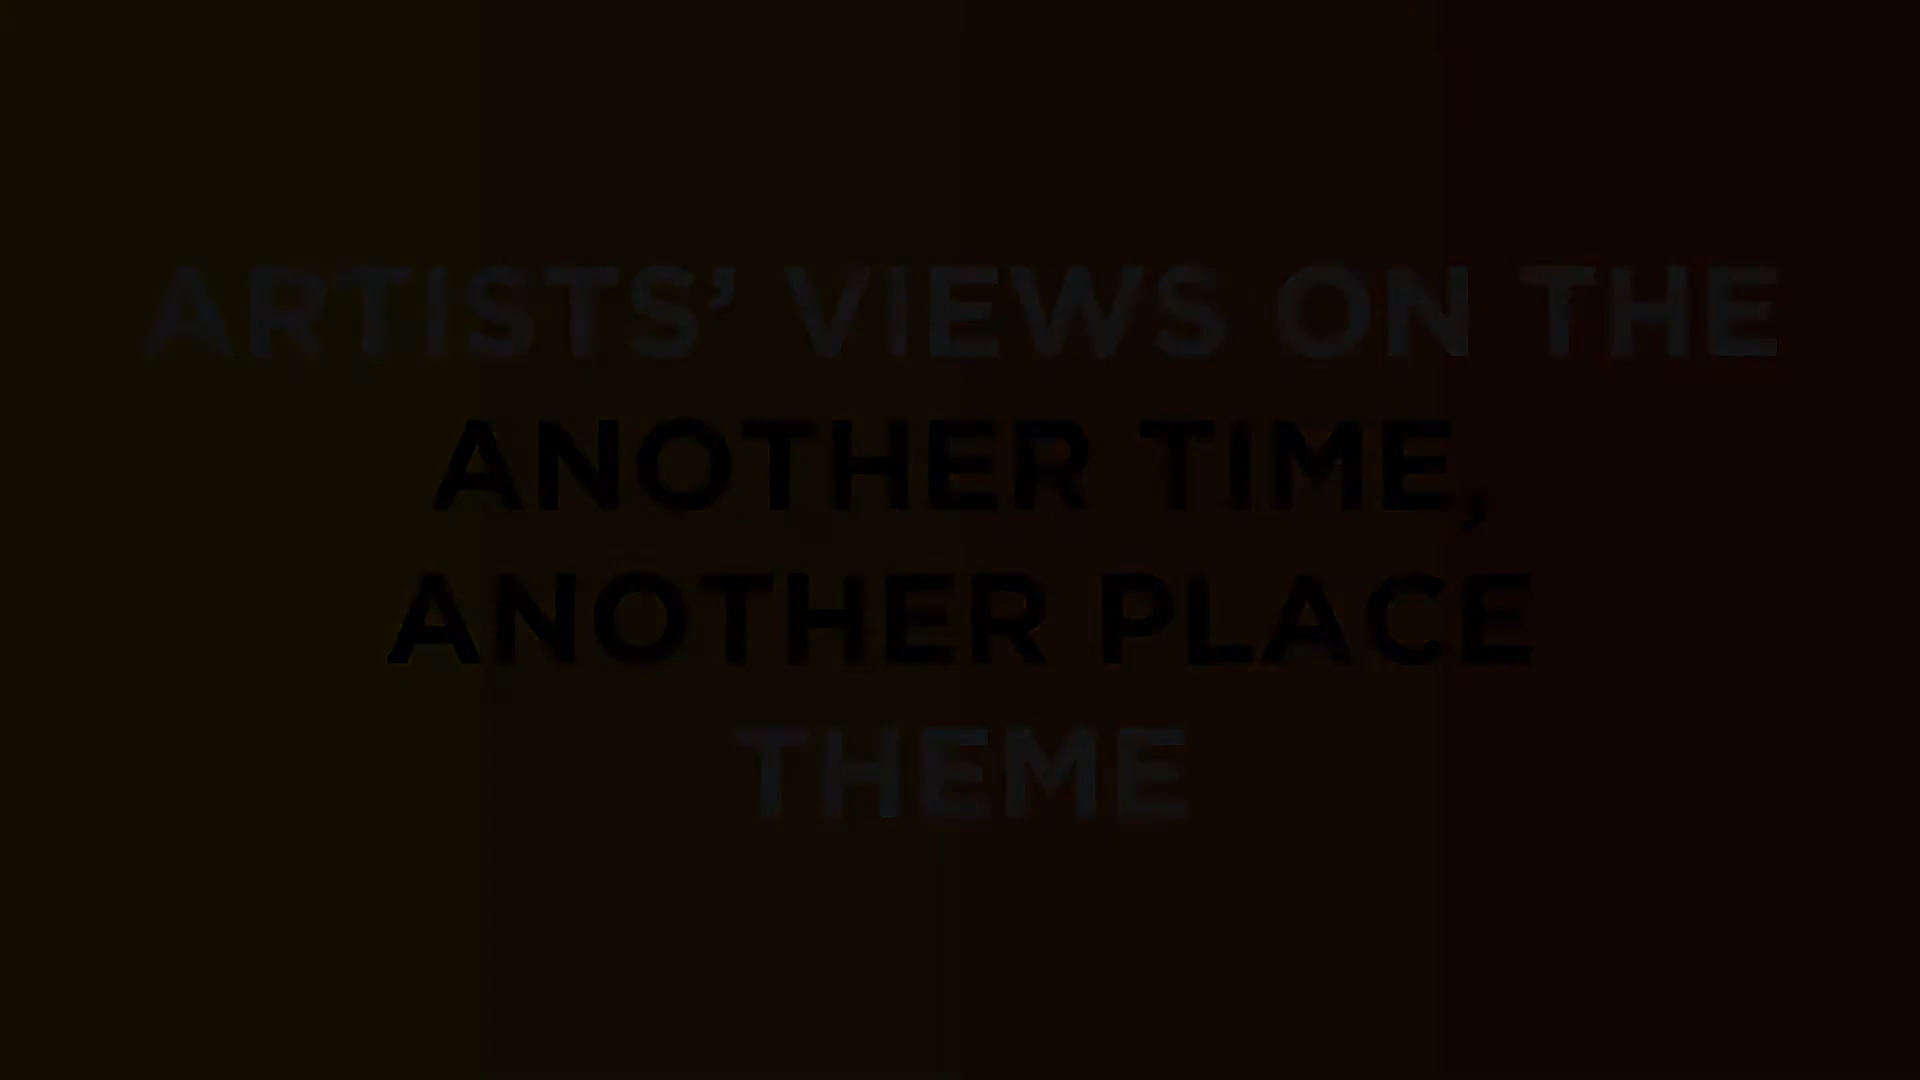 ARTISTS’ VIEWS ON THE
ANOTHER TIME,
ANOTHER PLACE
THEME